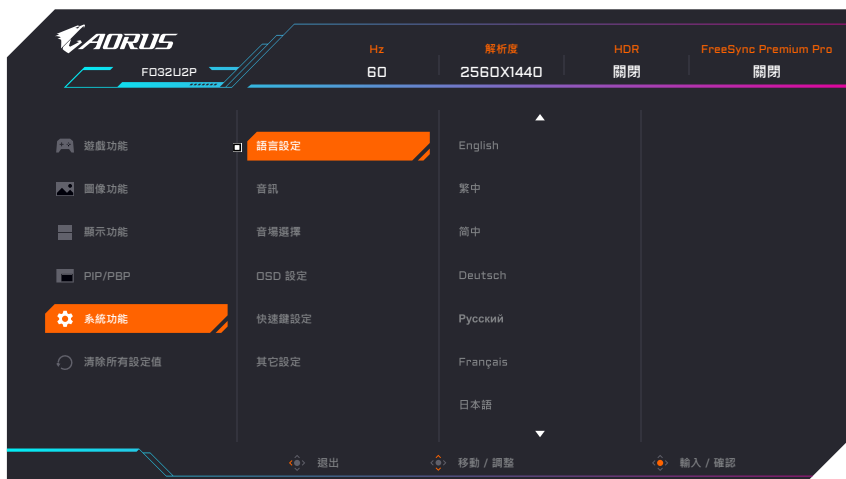 AORUS
FO32U2P
Hz
60
解析度
2560X1440
HDR
關閉
FreeSync Premium Pro
關閉
遊戲功能
圖像功能
顯示功能
PIP/PBP
系統功能
清除所有設定值
語言設定
音訊
音場選擇
OSD 設定
快速鍵設定
其它設定
English
繁中
简中
Deutsch
Русский
Français
日本語
退出
移動 / 調整
輸入 / 確認